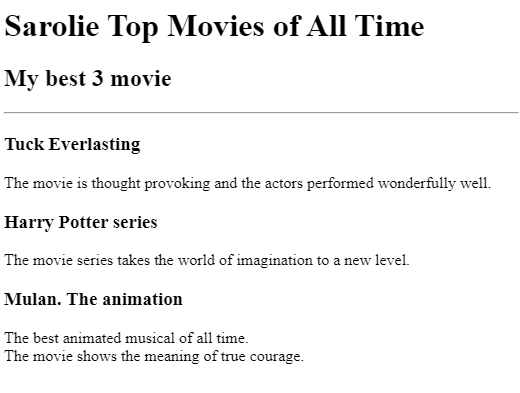 Sarolie Top Movies of All Time
My best 3 movie
Tuck Everlasting
The movie is thought provoking and the actors performed wonderfully well.
Harry Potter series
The movie series takes the world of imagination to a new level.
Mulan. The animation
The best animated musical of all time.
The movie shows the meaning of true courage.